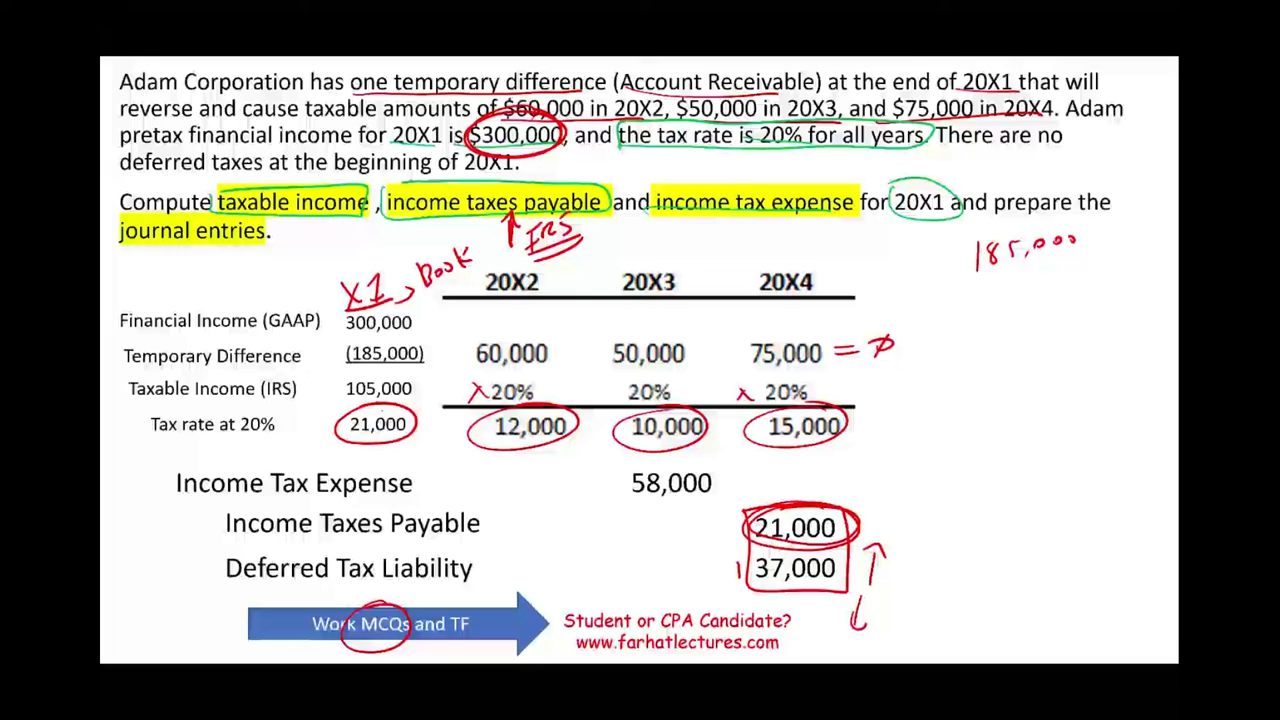 Adam Corporation has one temporary difference (Account Receivable) at the end of 20X1 that will
reverse and cause taxable amounts of $60,000 in 20X2, $50,000 in 20X3, and $75,000 in 20X4. Adam
pretax financial income for 20X1 is $300,000, and the tax rate is 20% for all years. There are no
deferred taxes at the beginning of 20X1.
Compute taxable income , income taxes payable and income tax expense for 20X1 and prepare the
journal entries.
IRS
185,000
X1 Book
20X2 20X3 20X4
Financial Income (GAAP) 300,000
Temporary Difference (185,000) 60,000 50,000 75,000 =
Taxable Income (IRS) 105,000 x 20% 20% x 20%
Tax rate at 20% 21,000 12,000 10,000 15,000
Income Tax Expense 58,000
Income Taxes Payable 21,000
Deferred Tax Liability 37,000
Work MCQs and TF
Student or CPA Candidate?
www.farhatlectures.com